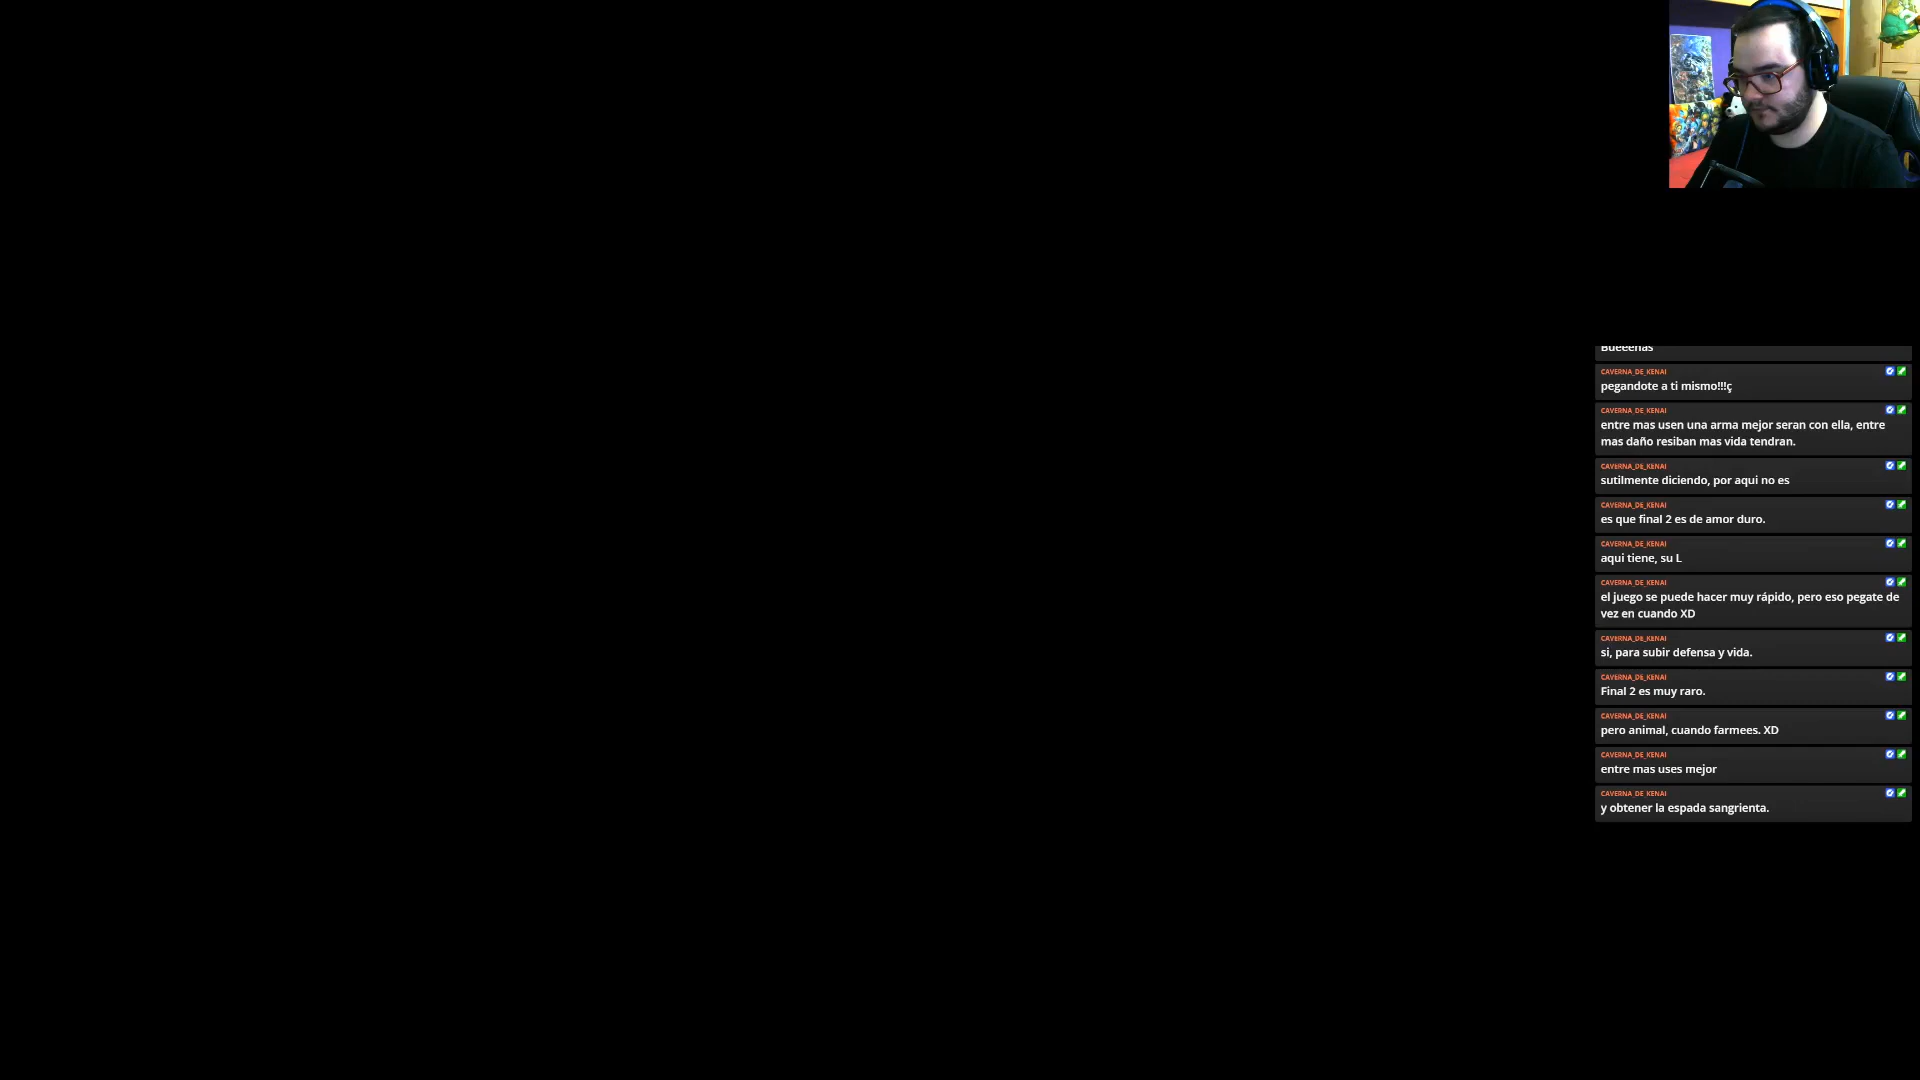 Bueeenas
CAVERNA_DE_KENAI
pegandote a ti mismo!!!ç
CAVERNA_DE_KENAI
entre mas usen una arma mejor seran con ella, entre
mas daño resiban mas vida tendran.
CAVERNA_DE_KENAI
sutilmente diciendo, por aqui no es
CAVERNA_DE_KENAI
es que final 2 es de amor duro.
CAVERNA_DE_KENAI
aqui tiene, su L
CAVERNA_DE_KENAI
el juego se puede hacer muy rápido, pero eso pegate de
vez en cuando XD
CAVERNA_DE_KENAI
si, para subir defensa y vida.
CAVERNA_DE_KENAI
Final 2 es muy raro.
CAVERNA_DE_KENAI
pero animal, cuando farmees. XD
CAVERNA_DE_KENAI
entre mas uses mejor
CAVERNA_DE_KENAI
y obtener la espada sangrienta.